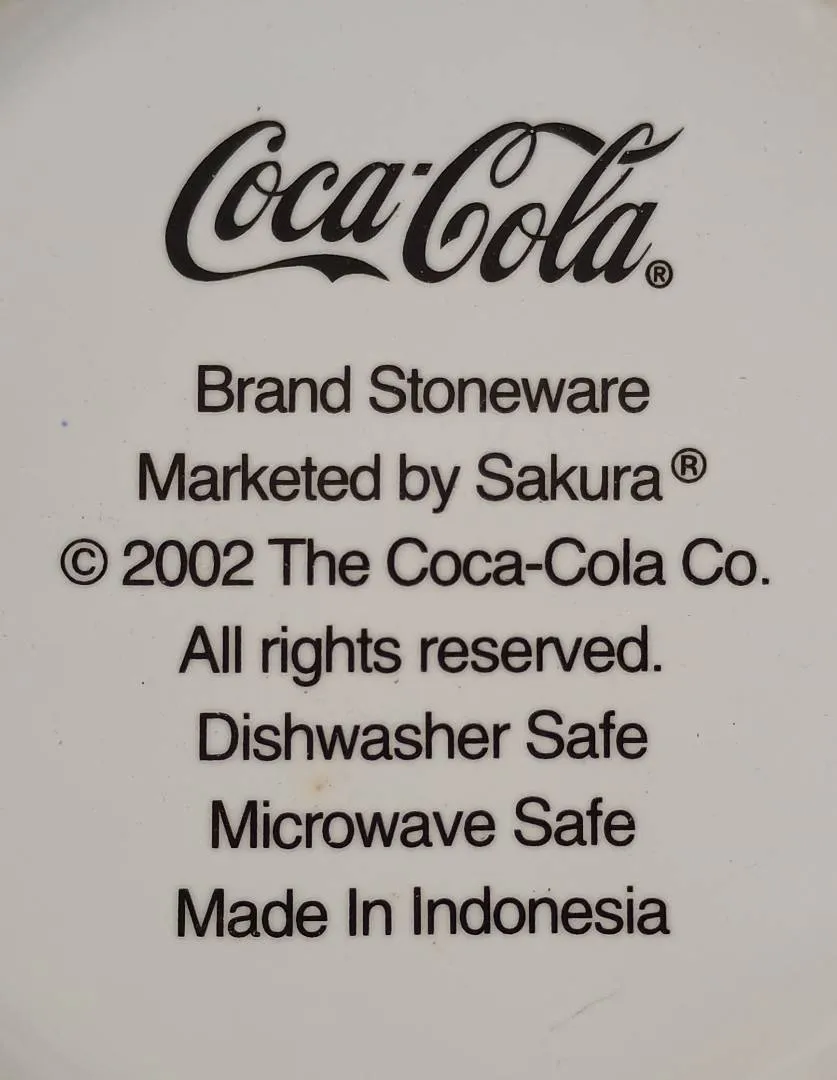 Coca-Cola®
Brand Stoneware
Marketed by Sakura®
© 2002 The Coca-Cola Co.
All rights reserved.
Dishwasher Safe
Microwave Safe
Made In Indonesia